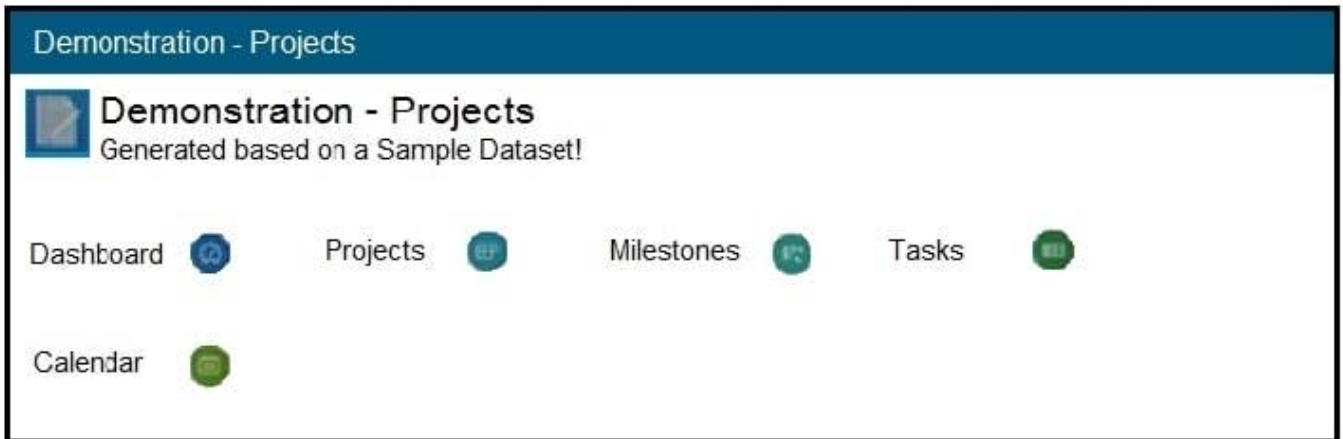 Demonstration - Projects
Demonstration - Projects
Generated based on a Sample Dataset!
Dashboard Projects Milestones Tasks
Calendar